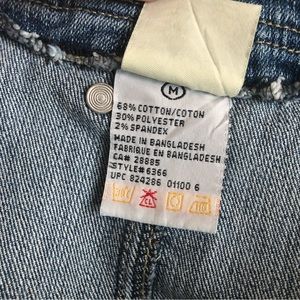 M
68% COTTON/COTON
30% POLYESTER
2% SPANDEX
MADE IN BANGLADESH
FABRIQUE EN BANGLADESH
CA# 28885
STYLE# 6366
UPC 824286 01100 6